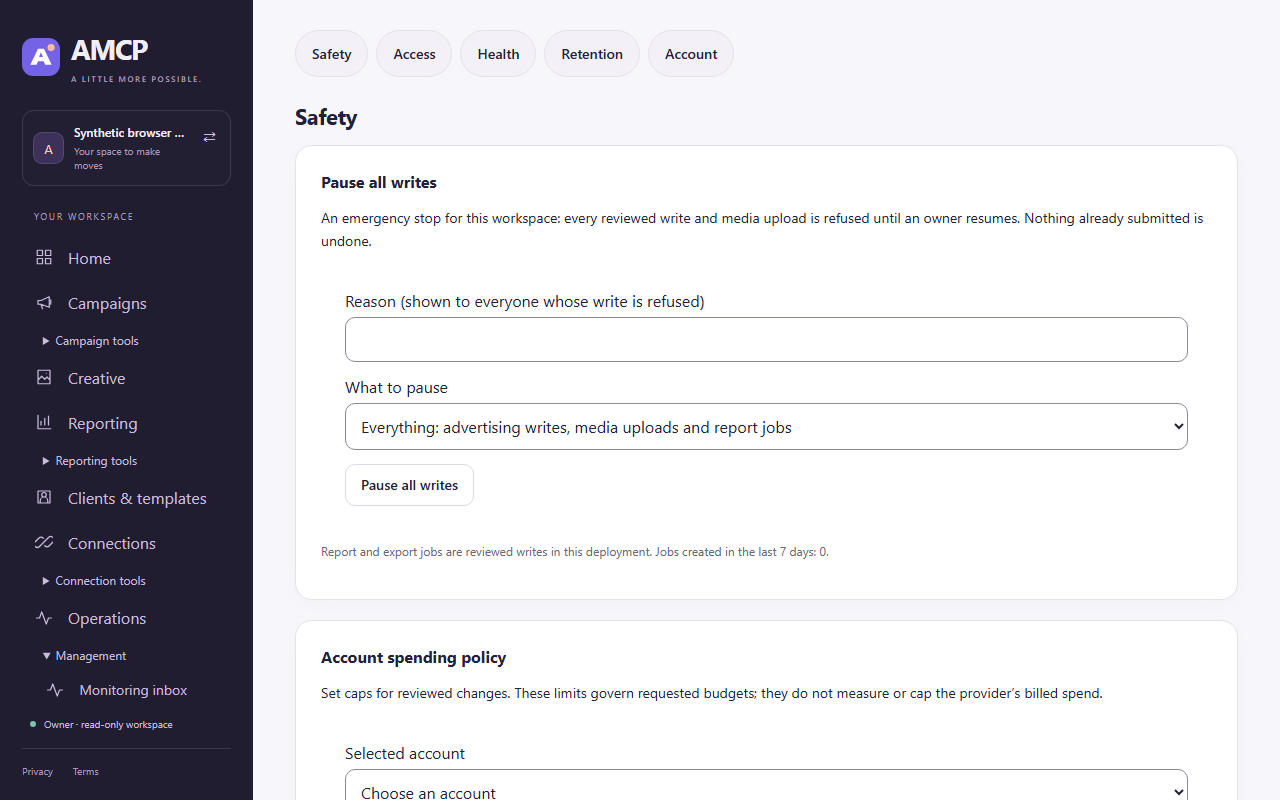 AMCP
A LITTLE MORE POSSIBLE.
A
Synthetic browser ...
Your space to make
moves
YOUR WORKSPACE
Home
Campaigns
Campaign tools
Creative
Reporting
Reporting tools
Clients & templates
Connections
Connection tools
Operations
Management
Monitoring inbox
Owner · read-only workspace
Privacy Terms
Safety Access Health Retention Account
Safety
Pause all writes
An emergency stop for this workspace: every reviewed write and media upload is refused until an owner resumes. Nothing already submitted is
undone.
Reason (shown to everyone whose write is refused)
What to pause
Everything: advertising writes, media uploads and report jobs
Pause all writes
Report and export jobs are reviewed writes in this deployment. Jobs created in the last 7 days: 0.
Account spending policy
Set caps for reviewed changes. These limits govern requested budgets; they do not measure or cap the provider’s billed spend.
Selected account
Choose an account